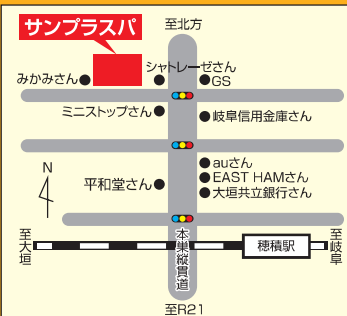 至北方
サンプラスパ
シャトレーゼさん
みかみさん
GS
ミニストップさん
岐阜信用金庫さん
auさん
EAST HAMさん
大垣共立銀行さん
N
平和堂さん
至大垣
本巣縦貫道
穂積駅
至岐阜
至R21